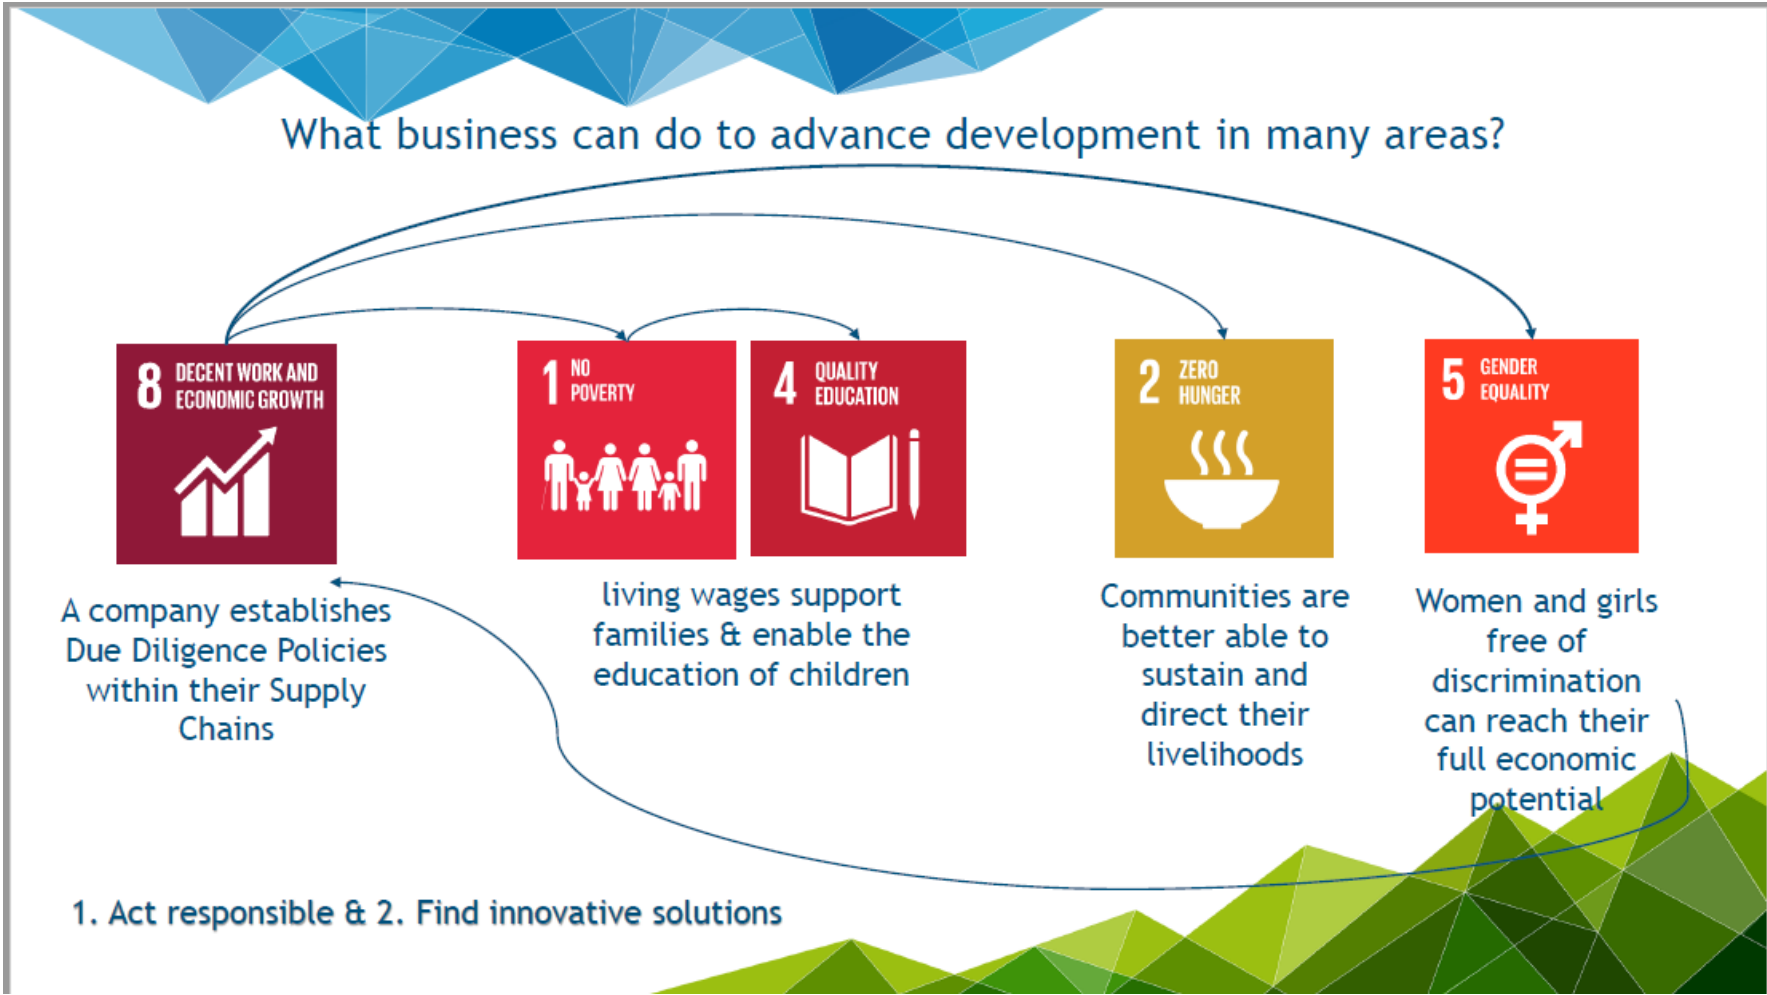 What business can do to advance development in many areas?
8 DECENT WORK AND
ECONOMIC GROWTH
1 NO
POVERTY
4 QUALITY
EDUCATION
2 ZERO
HUNGER
5 GENDER
EQUALITY
A company establishes
Due Diligence Policies
within their Supply
Chains
living wages support
families & enable the
education of children
Communities are
better able to
sustain and
direct their
livelihoods
Women and girls
free of
discrimination
can reach their
full economic
potential
1. Act responsible & 2. Find innovative solutions